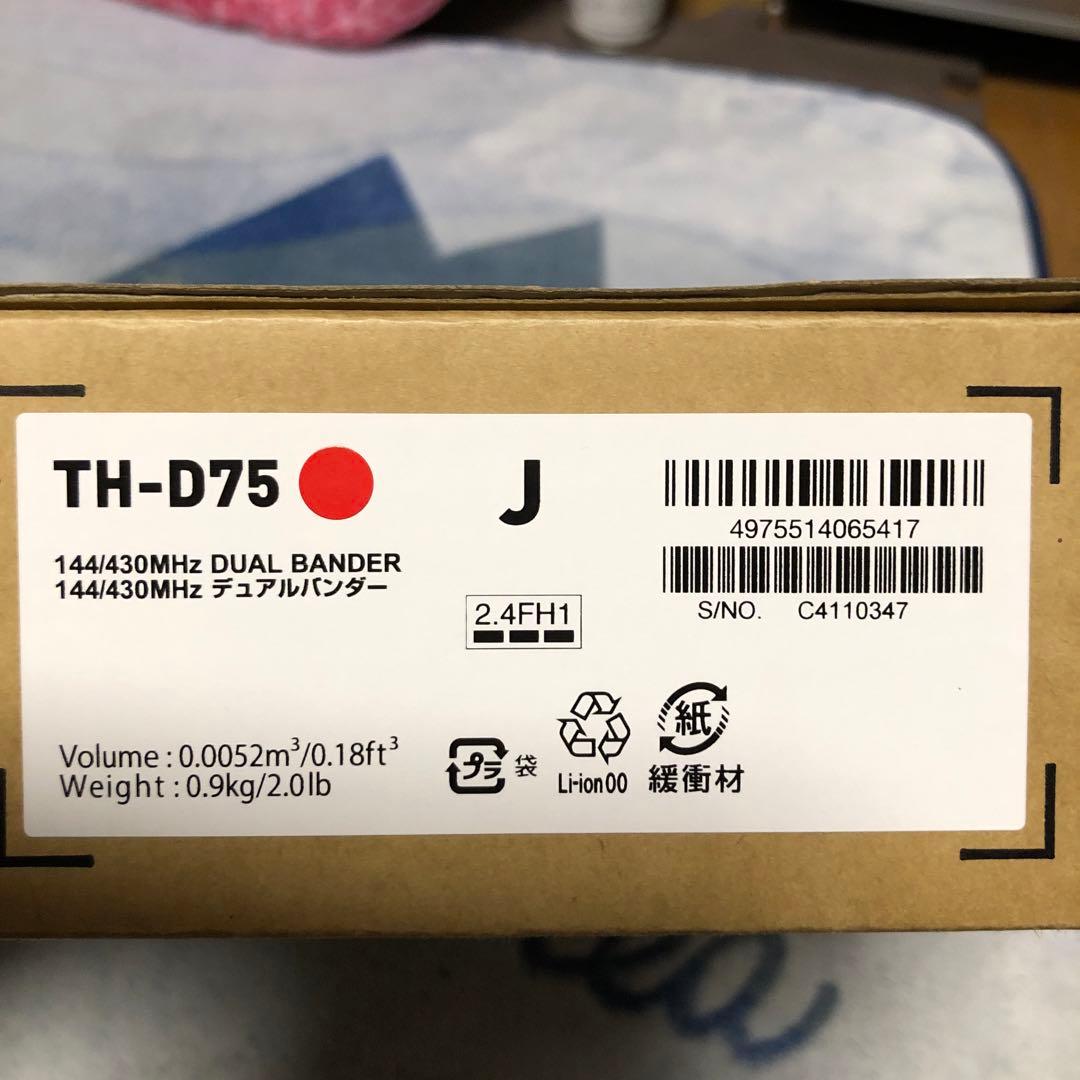 TH-D75
J
4975514065417
S/NO. C4110347
144/430MHz DUAL BANDER
144/430MHz デュアルバンダー
2.4FH1
Volume : 0.0052m³/0.18ft³
Weight : 0.9kg/2.0lb
プラ 袋
Li-ion00
紙
緩衝材